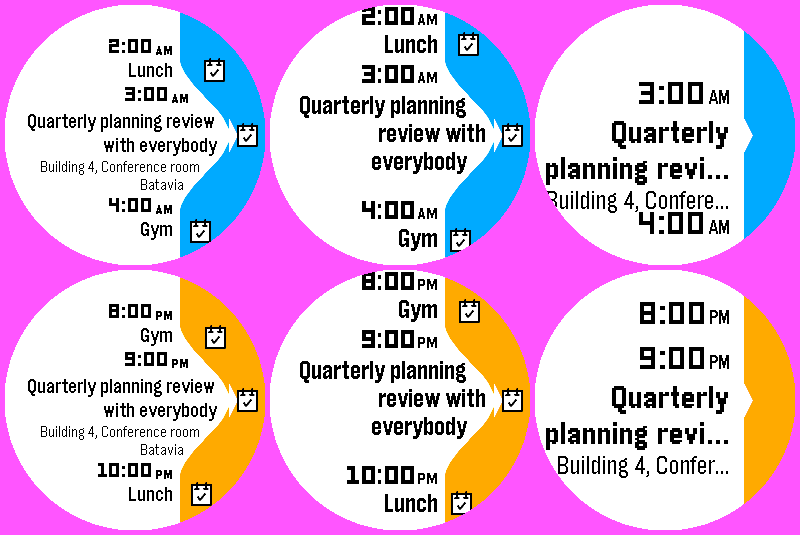 2:00 AM
Lunch
3:00 AM
Quarterly planning review
with everybody
Building 4, Conference room
Batavia
4:00 AM
Gym
2:00 AM
Lunch
3:00 AM
Quarterly planning
review with
everybody
4:00 AM
Gym
3:00 AM
Quarterly
planning revi...
Building 4, Confere...
4:00 AM
8:00 PM
Gym
9:00 PM
Quarterly planning review
with everybody
Building 4, Conference room
Batavia
10:00 PM
Lunch
8:00 PM
Gym
9:00 PM
Quarterly planning
review with
everybody
10:00 PM
Lunch
8:00 PM
9:00 PM
Quarterly
planning revi...
Building 4, Confer...